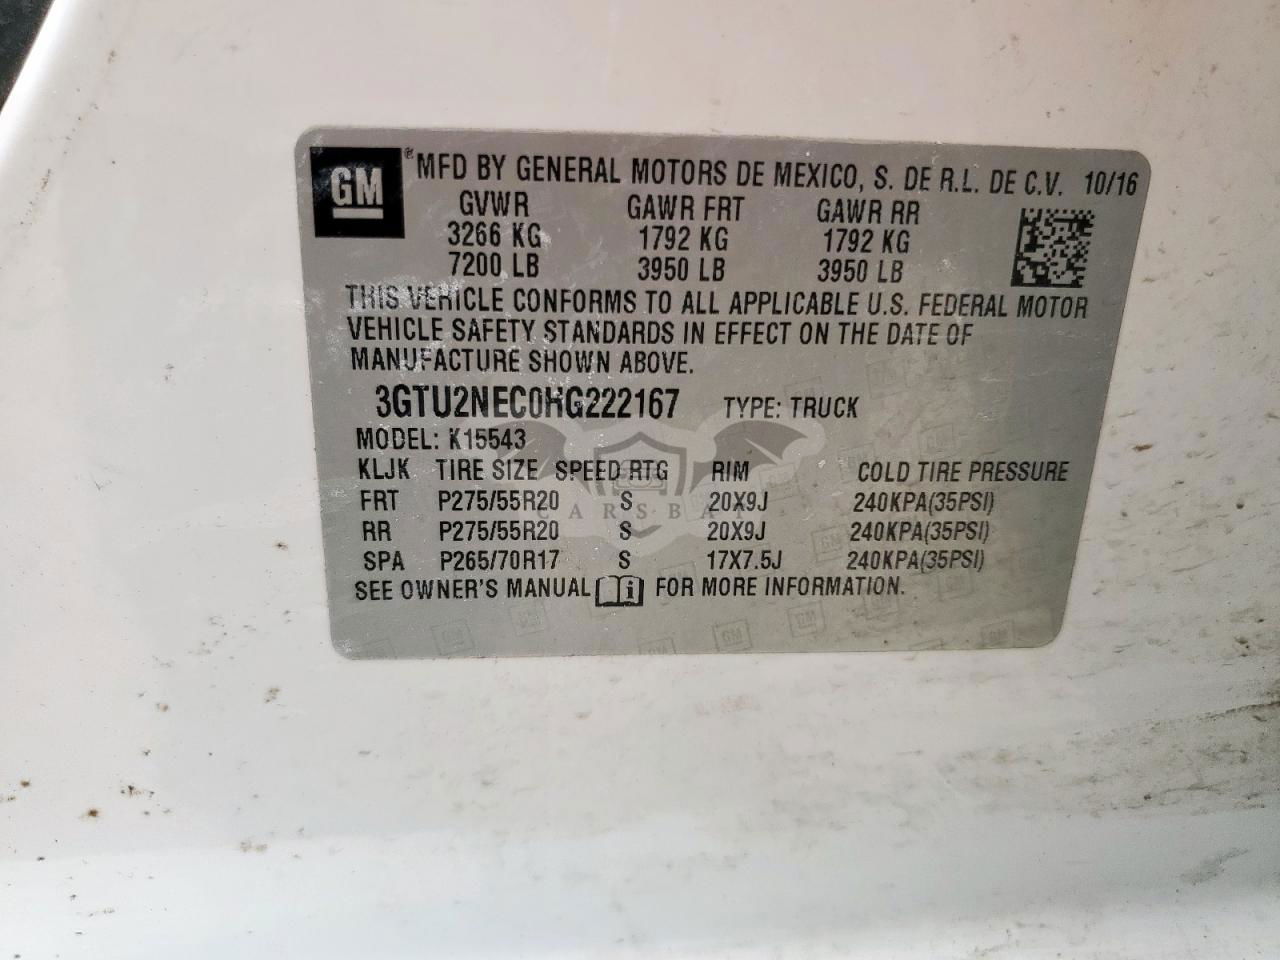 GM ® MFD BY GENERAL MOTORS DE MEXICO, S. DE R.L. DE C.V. 10/16
GVWR GAWR FRT GAWR RR
3266 KG 1792 KG 1792 KG
7200 LB 3950 LB 3950 LB
THIS VEHICLE CONFORMS TO ALL APPLICABLE U.S. FEDERAL MOTOR
VEHICLE SAFETY STANDARDS IN EFFECT ON THE DATE OF
MANUFACTURE SHOWN ABOVE.
3GTU2NEC0HG222167 TYPE: TRUCK
MODEL: K15543
KLJK TIRE SIZE SPEED RTG RIM COLD TIRE PRESSURE
FRT P275/55R20 S 20X9J 240KPA(35PSI)
CARSBAT
RR P275/55R20 S 20X9J 240KPA(35PSI)
SPA P265/70R17 S 17X7.5J 240KPA(35PSI)
SEE OWNER'S MANUAL i FOR MORE INFORMATION.
GM